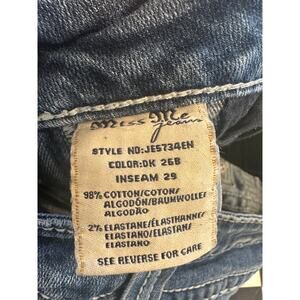 Miss Me
jeans
STYLE NO:JE5734EN
COLOR:DK 26B
INSEAM 29
98% COTTON/COTON/
ALGODÓN/BAUMWOLLE/
ALGODÃO
2% ELASTANE/ÉLASTHANNE/
ELASTANO/ELASTAN/
ELASTANO
SEE REVERSE FOR CARE